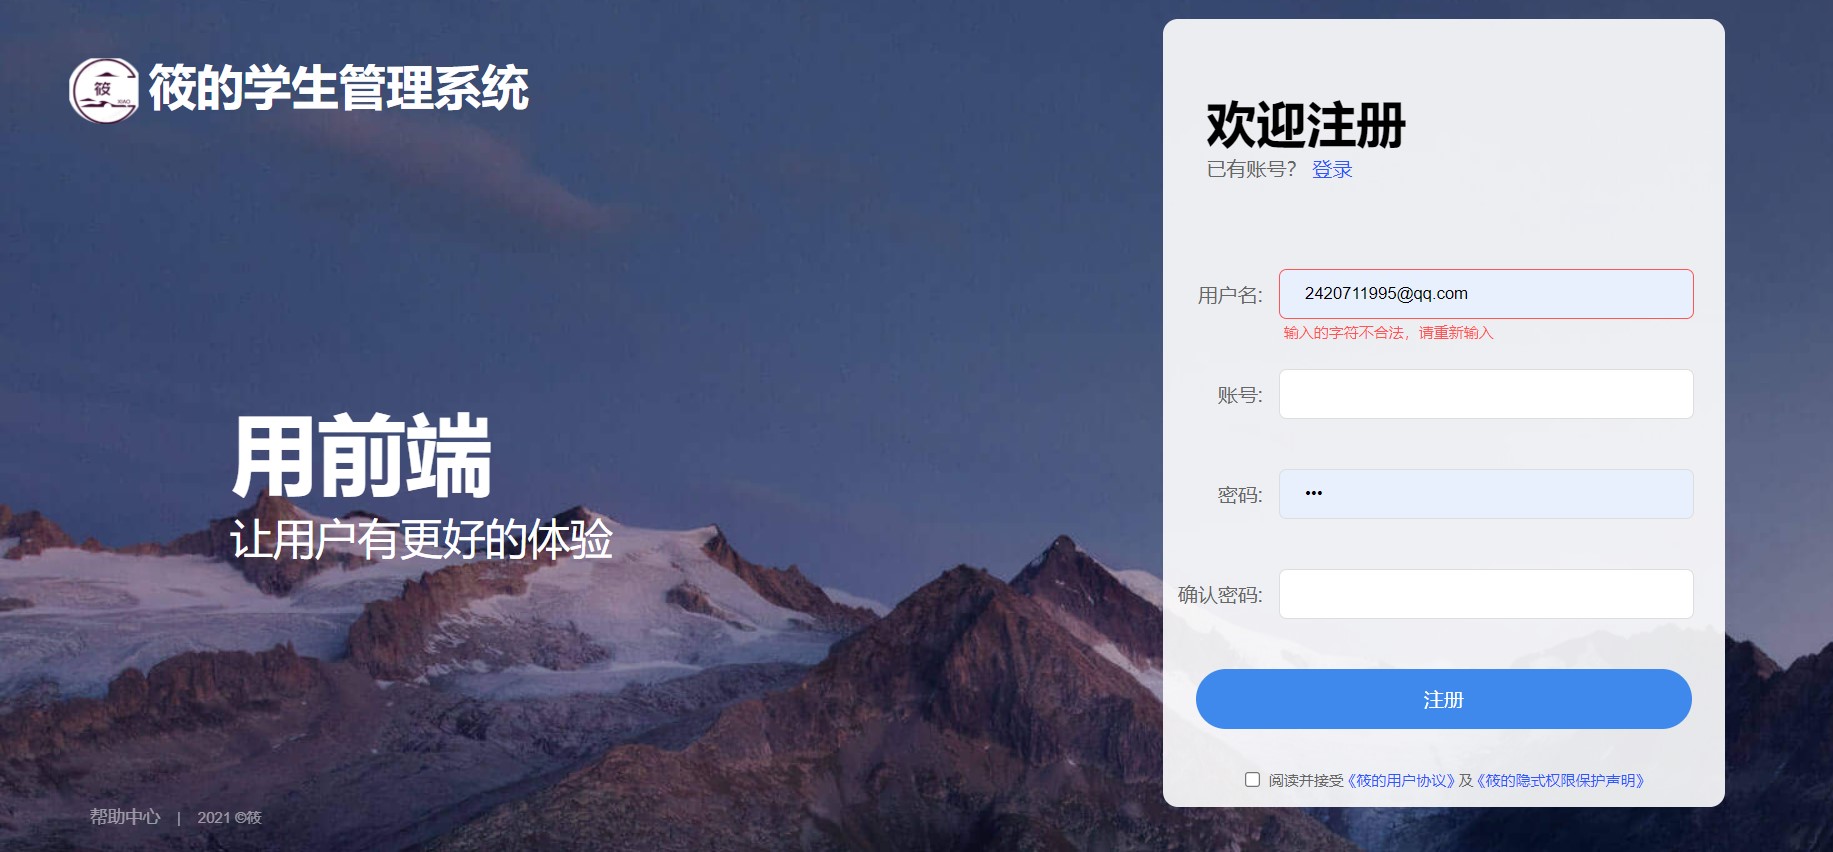 筱
XIAO
筱的学生管理系统
用前端
让用户有更好的体验
帮助中心 | 2021 ©筱
欢迎注册
已有账号? 登录
用户名: 2420711995@qq.com
输入的字符不合法，请重新输入
账号:
密码: •••
确认密码:
注册
阅读并接受《筱的用户协议》及《筱的隐式权限保护声明》